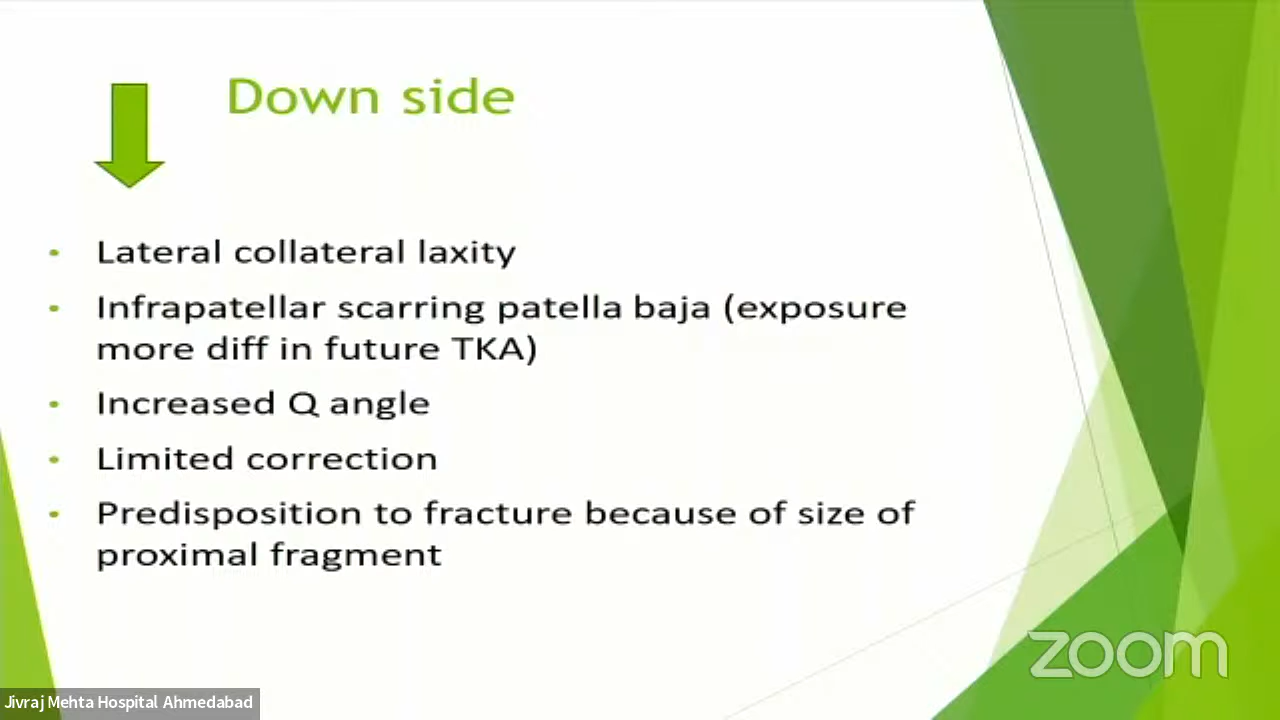 Down side
• Lateral collateral laxity
• Infrapatellar scarring patella baja (exposure
more diff in future TKA)
• Increased Q angle
• Limited correction
• Predisposition to fracture because of size of
proximal fragment
zoom
Jivraj Mehta Hospital Ahmedabad